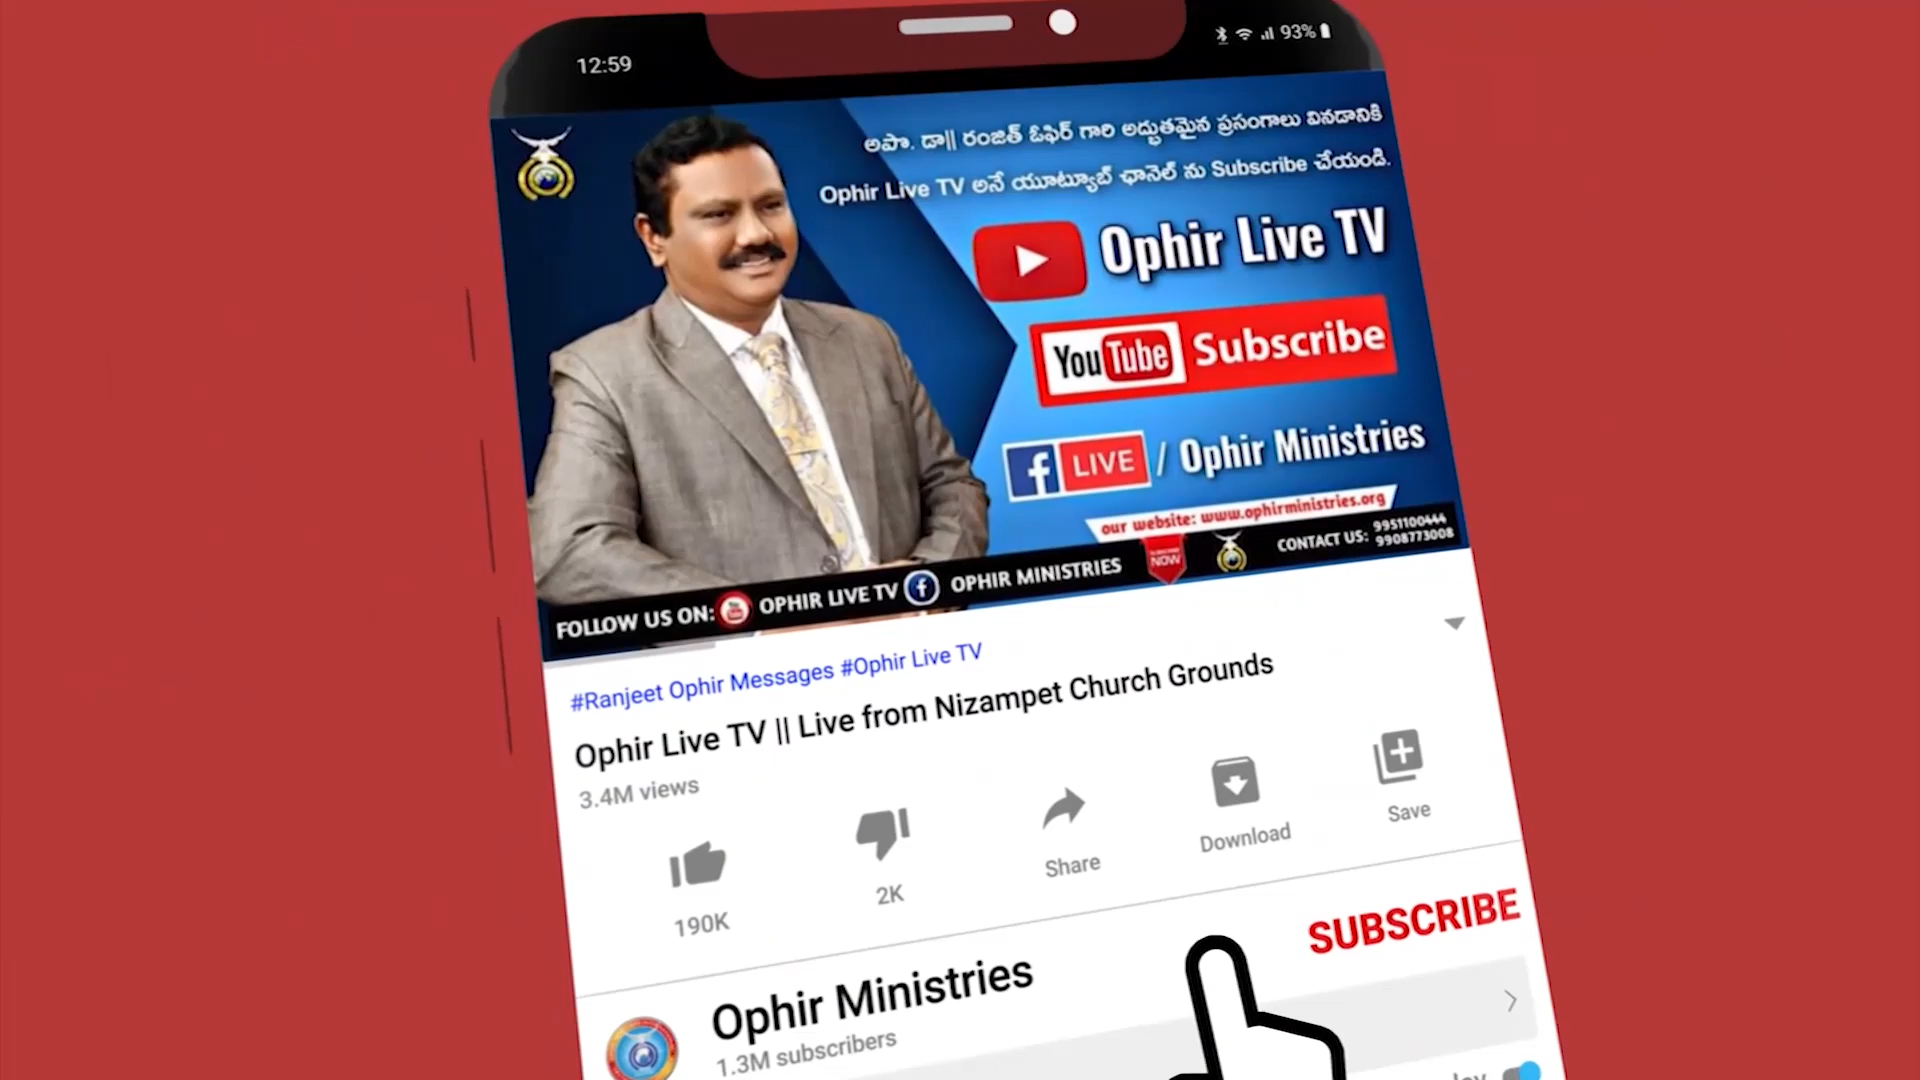 12:59
93%
అపొ. డా|| రంజిత్ ఓఫిర్ గారి అద్భుతమైన ప్రసంగాలు వినడానికి
Ophir Live TV అనే యూట్యూబ్ ఛానెల్ ను Subscribe చేయండి.
Ophir Live TV
YouTube Subscribe
f LIVE / Ophir Ministries
our website: www.ophirministries.org
FOLLOW US ON: OPHIR LIVE TV f OPHIR MINISTRIES
NOW
CONTACT US: 9951100444
9908773008
#Ranjeet Ophir Messages #Ophir Live TV
Ophir Live TV || Live from Nizampet Church Grounds
3.4M views
190K
2K
Share
Download
Save
SUBSCRIBE
Ophir Ministries
1.3M subscribers